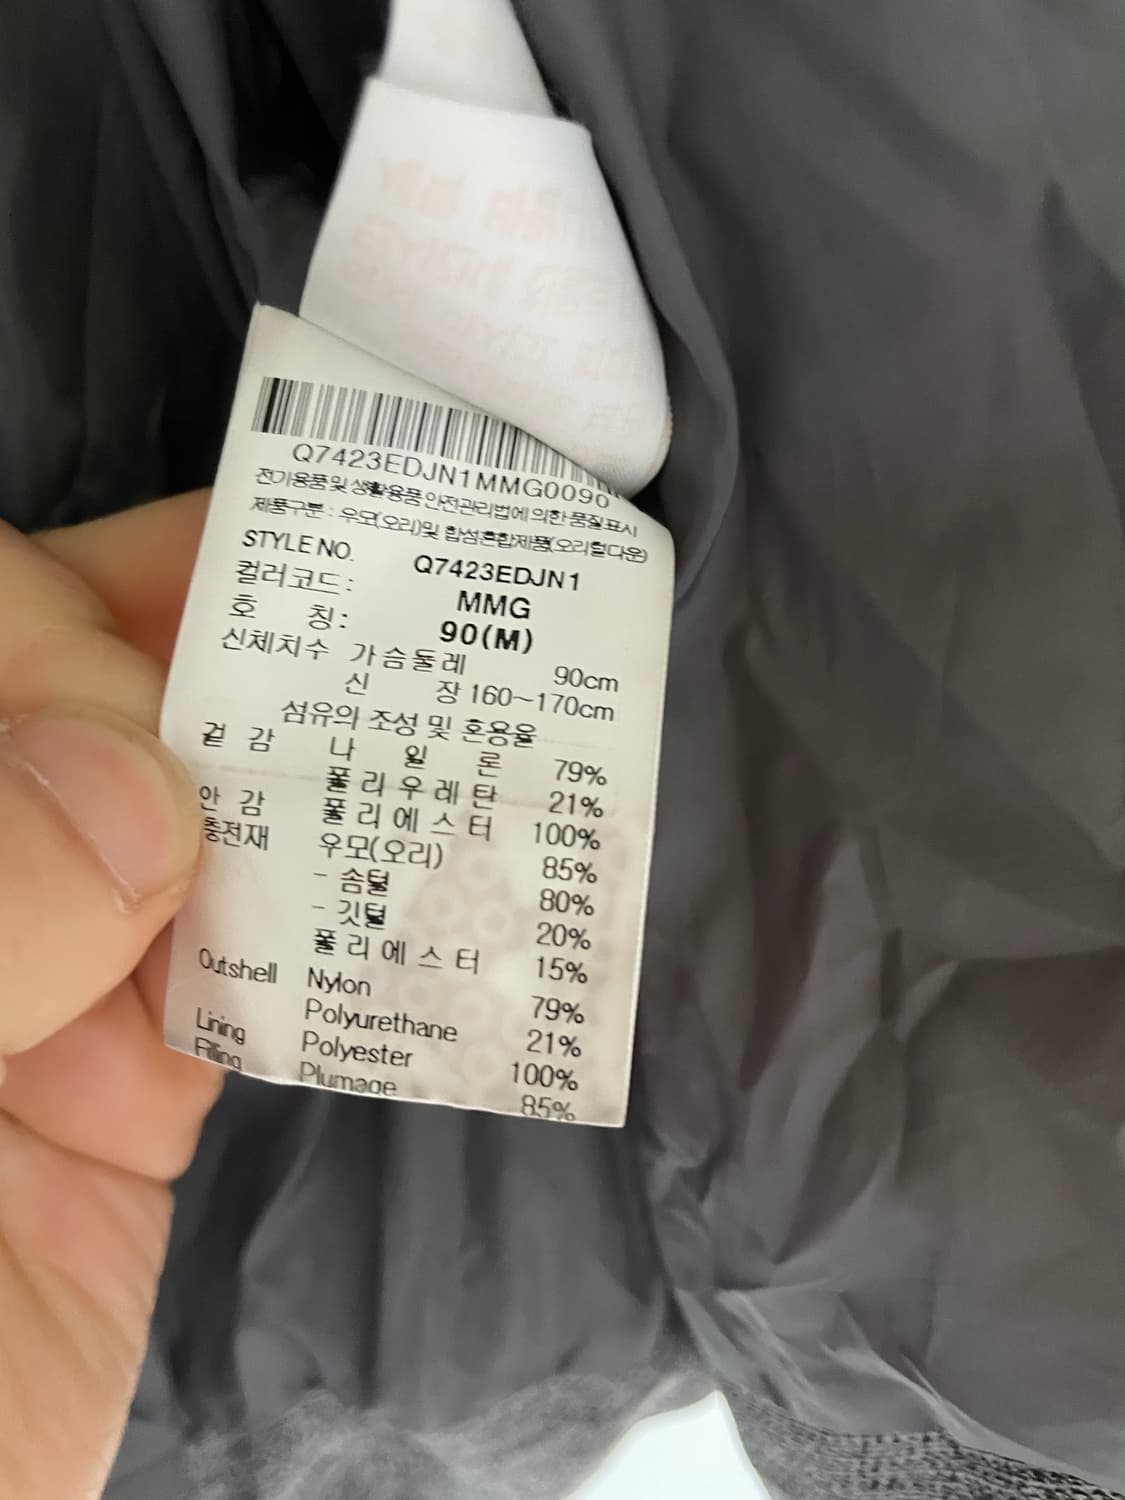 Q7423EDJN1MMG0090
전기용품 및 생활용품 안전관리법에 의한 품질표시
제품구분 : 우모(오리)및 합섬혼합제품(오리털다운)
STYLE NO. Q7423EDJN1
컬러코드 : MMG
호 칭 : 90(M)
신체치수 가슴둘레 90cm
신 장 160~170cm
섬유의 조성 및 혼용율
겉 감 나 일 론 79%
폴 리 우 레 탄 21%
안 감 폴 리 에 스 터 100%
충전재 우모(오리) 85%
- 솜털 80%
- 깃털 20%
폴 리 에 스 터 15%
Outshell Nylon 79%
Polyurethane 21%
Lining Polyester 100%
Filling Plumage 85%